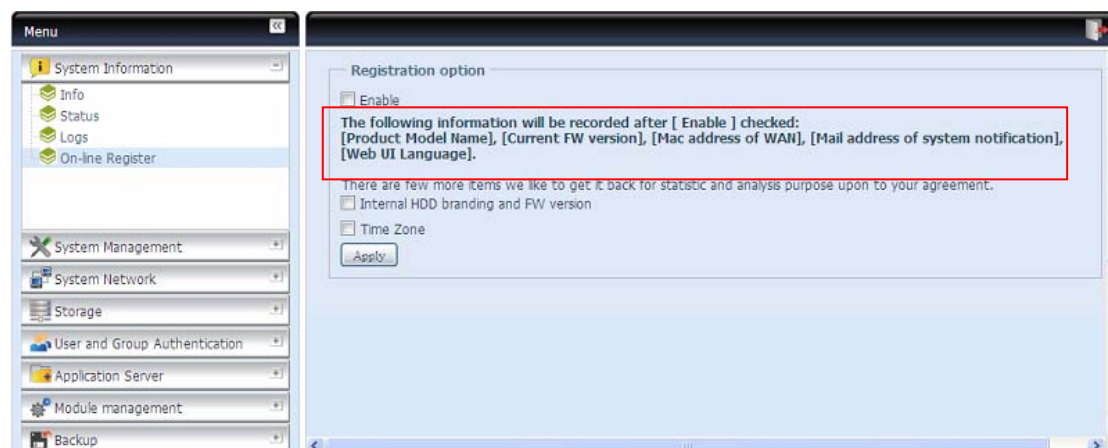 Menu
System Information
Info
Status
Logs
On-line Register
System Management
System Network
Storage
User and Group Authentication
Application Server
Module management
Backup
Registration option
Enable
The following information will be recorded after [ Enable ] checked:
[Product Model Name], [Current FW version], [Mac address of WAN], [Mail address of system notification],
[Web UI Language].
There are few more items we like to get it back for statistic and analysis purpose upon to your agreement.
Internal HDD branding and FW version
Time Zone
Apply